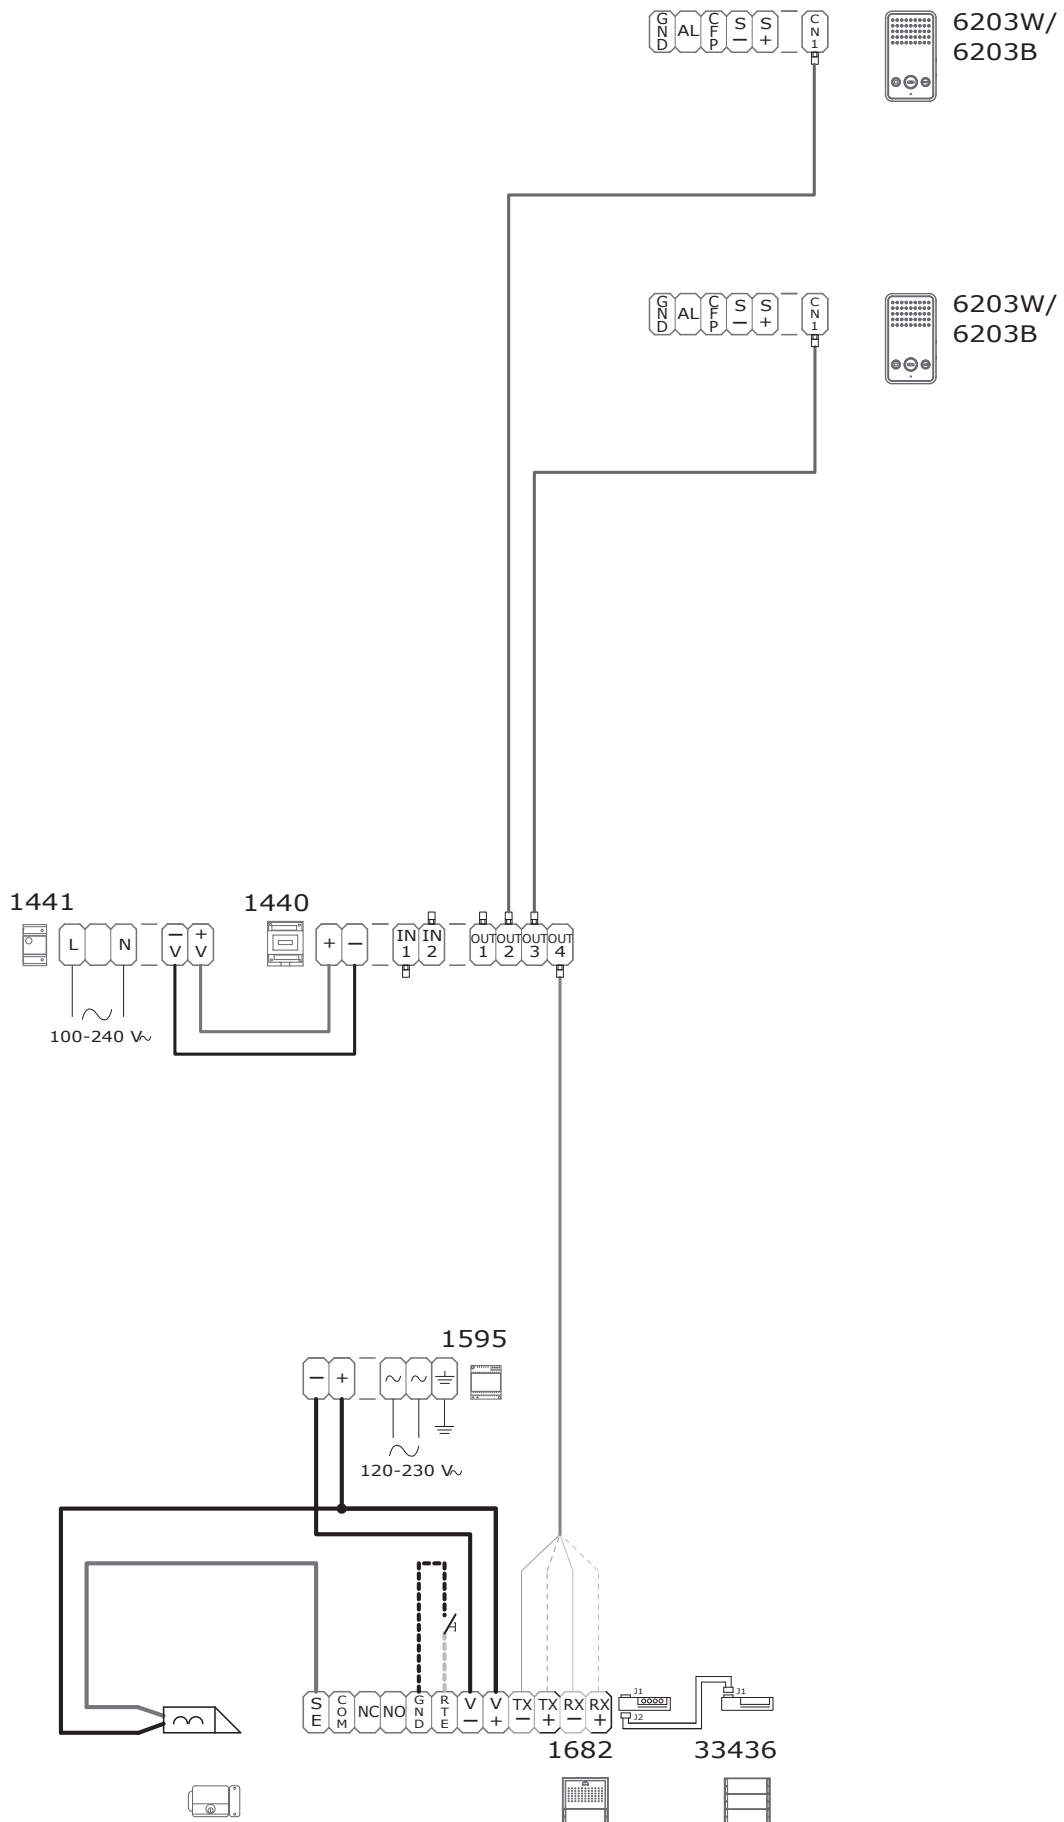 GND AL CFP S− S+ CN1
6203W/
6203B
GND AL CFP S− S+ CN1
6203W/
6203B
1441
1440
L N −V +V
+ − IN1 IN2 OUT1 OUT2 OUT3 OUT4
100-240 V~
1595
− + ~ ~
120-230 V~
SE COM NC NO GND RTE V− V+ TX− TX+ RX− RX+
J1
J2
J1
1682
33436